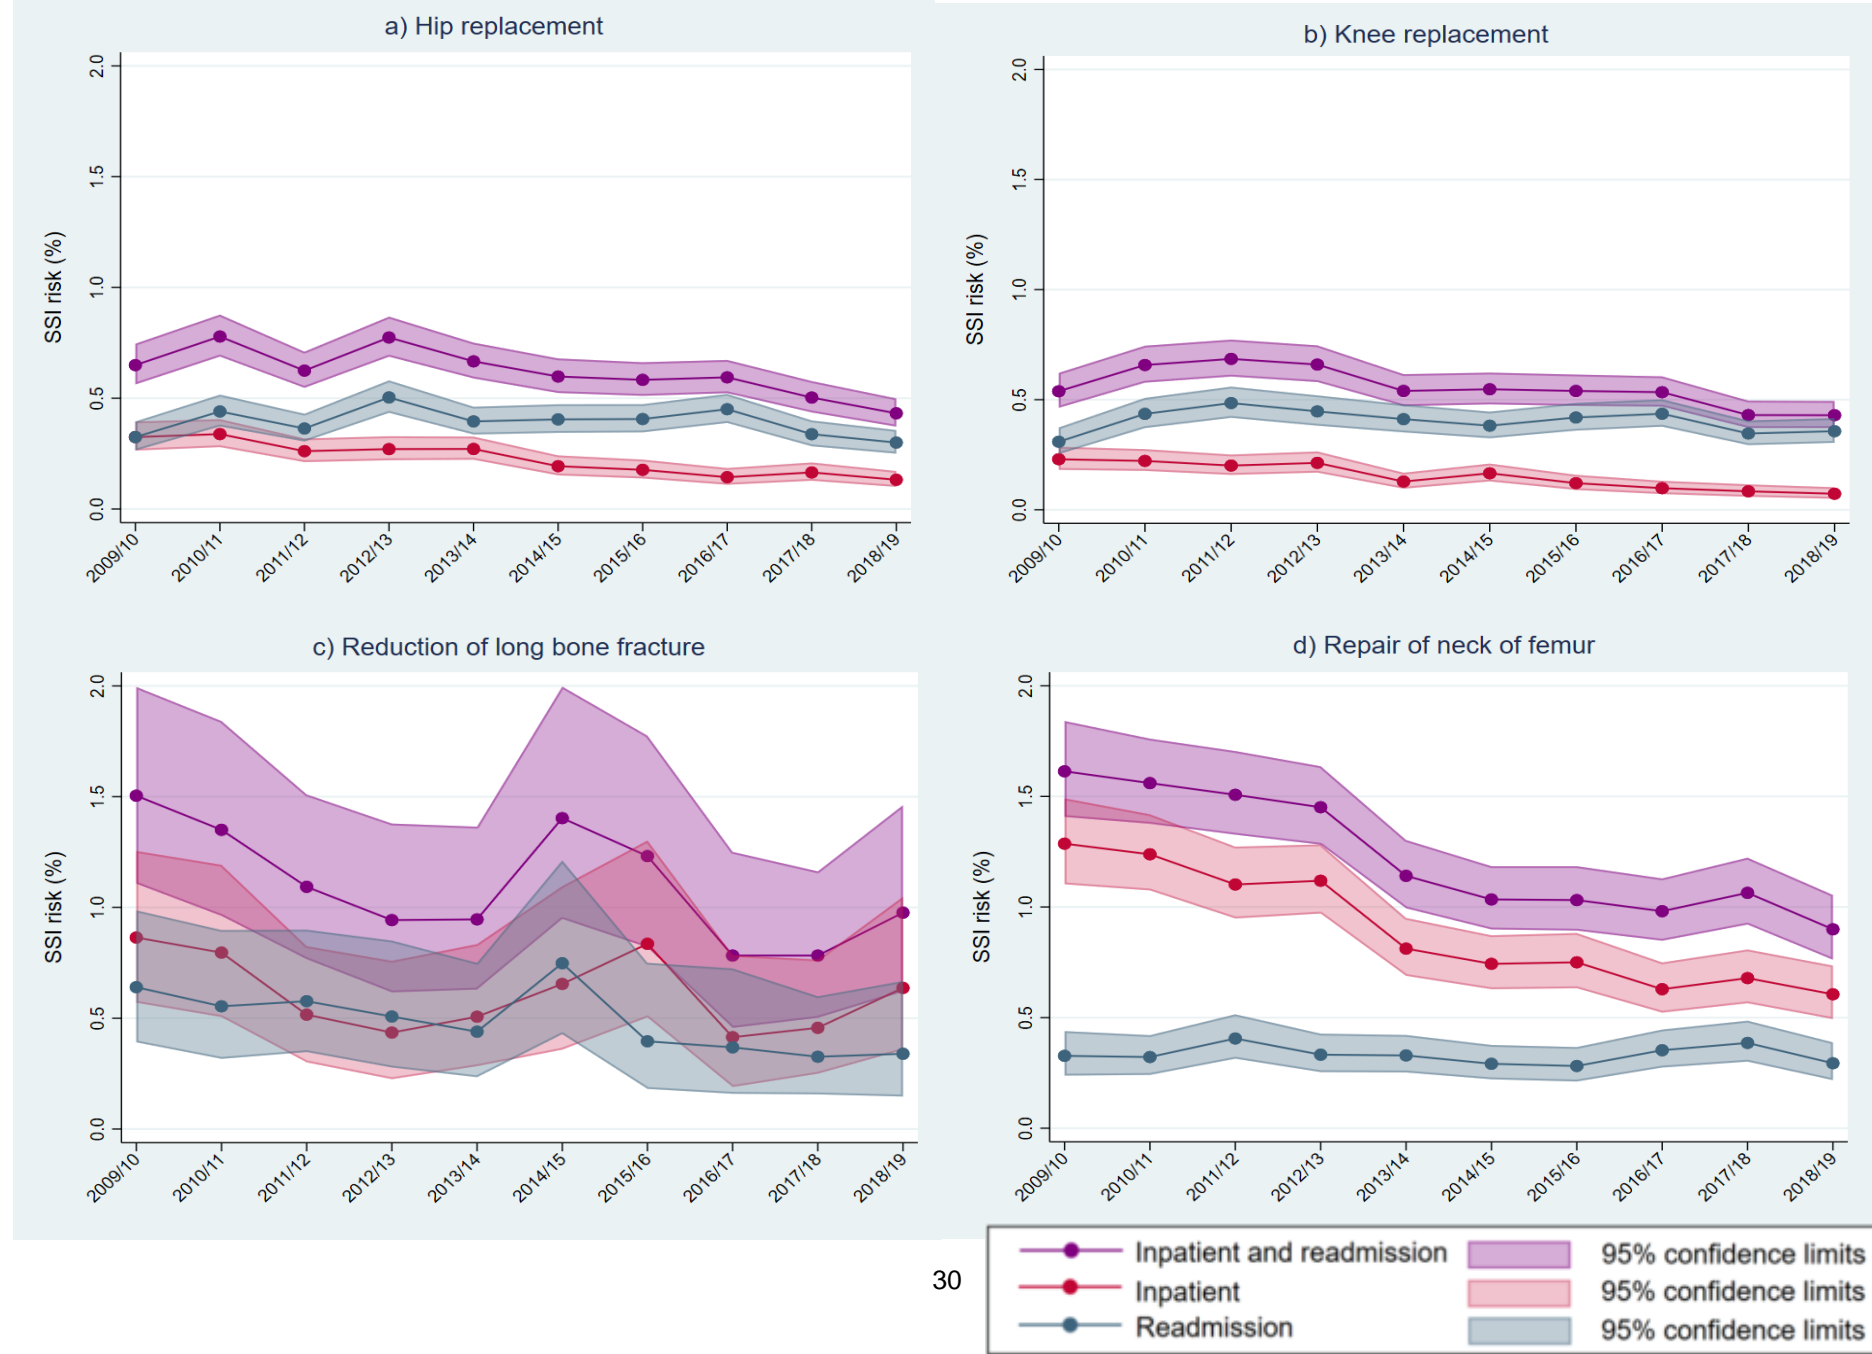 a) Hip replacement
SSI risk (%)
2.0
1.5
1.0
0.5
0.0
2009/10 2010/11 2011/12 2012/13 2013/14 2014/15 2015/16 2016/17 2017/18 2018/19
b) Knee replacement
SSI risk (%)
2.0
1.5
1.0
0.5
0.0
2009/10 2010/11 2011/12 2012/13 2013/14 2014/15 2015/16 2016/17 2017/18 2018/19
c) Reduction of long bone fracture
SSI risk (%)
2.0
1.5
1.0
0.5
0.0
2009/10 2010/11 2011/12 2012/13 2013/14 2014/15 2015/16 2016/17 2017/18 2018/19
d) Repair of neck of femur
SSI risk (%)
2.0
1.5
1.0
0.5
0.0
2009/10 2010/11 2011/12 2012/13 2013/14 2014/15 2015/16 2016/17 2017/18 2018/19
30
Inpatient and readmission 95% confidence limits
Inpatient 95% confidence limits
Readmission 95% confidence limits